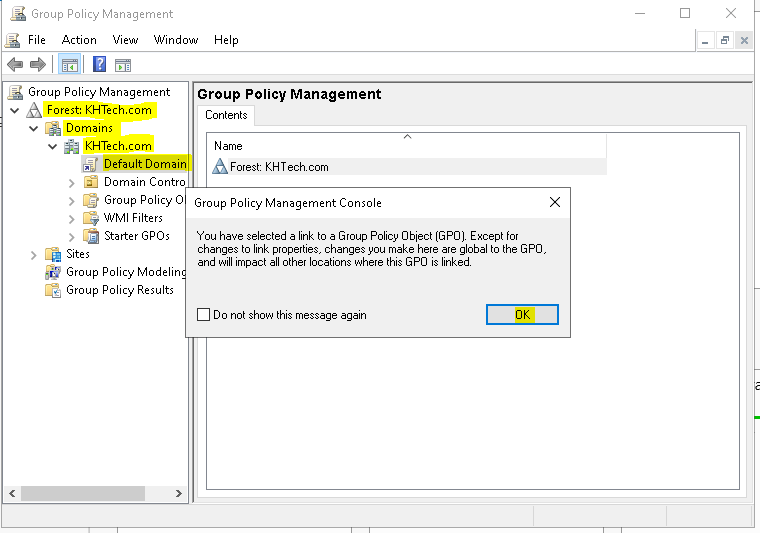 Group Policy Management
File Action View Window Help
Group Policy Management
Forest: KHTech.com
Domains
KHTech.com
Default Domain
Domain Contro
Group Policy O
WMI Filters
Starter GPOs
Sites
Group Policy Modeling
Group Policy Results
Group Policy Management
Contents
Name
Forest: KHTech.com
Group Policy Management Console
You have selected a link to a Group Policy Object (GPO). Except for
changes to link properties, changes you make here are global to the GPO,
and will impact all other locations where this GPO is linked.
Do not show this message again
OK